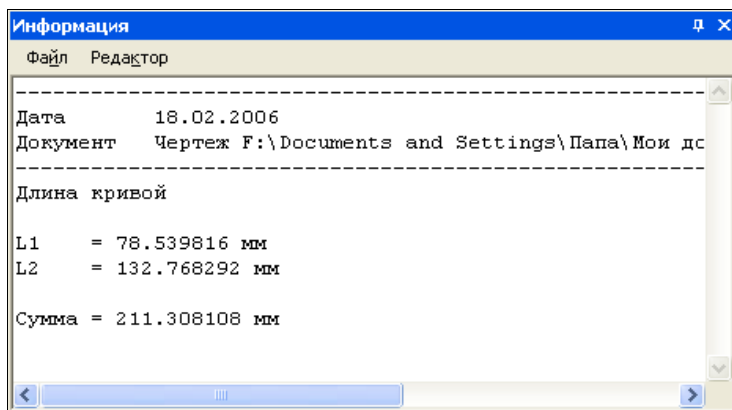 Информация
Файл Редактор
------------------------------------------------------
Дата 18.02.2006
Документ Чертеж F:\Documents and Settings\Папа\Мои до
------------------------------------------------------
Длина кривой
L1 = 78.539816 мм
L2 = 132.768292 мм
Сумма = 211.308108 мм